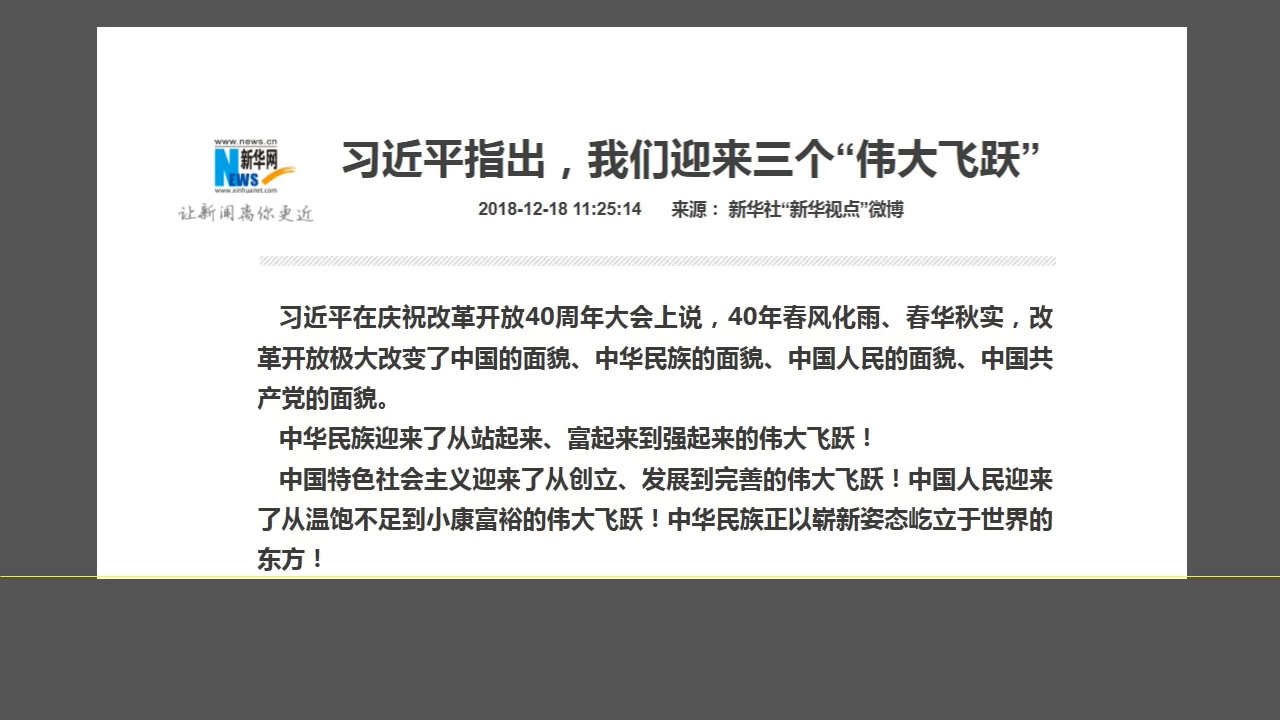 www.news.cn
新华网
NEWS
www.xinhuanet.com
让新闻离你更近
习近平指出，我们迎来三个“伟大飞跃”
2018-12-18 11:25:14 来源： 新华社“新华视点”微博
习近平在庆祝改革开放40周年大会上说，40年春风化雨、春华秋实，改
革开放极大改变了中国的面貌、中华民族的面貌、中国人民的面貌、中国共
产党的面貌。
中华民族迎来了从站起来、富起来到强起来的伟大飞跃！
中国特色社会主义迎来了从创立、发展到完善的伟大飞跃！中国人民迎来
了从温饱不足到小康富裕的伟大飞跃！中华民族正以崭新姿态屹立于世界的
东方！